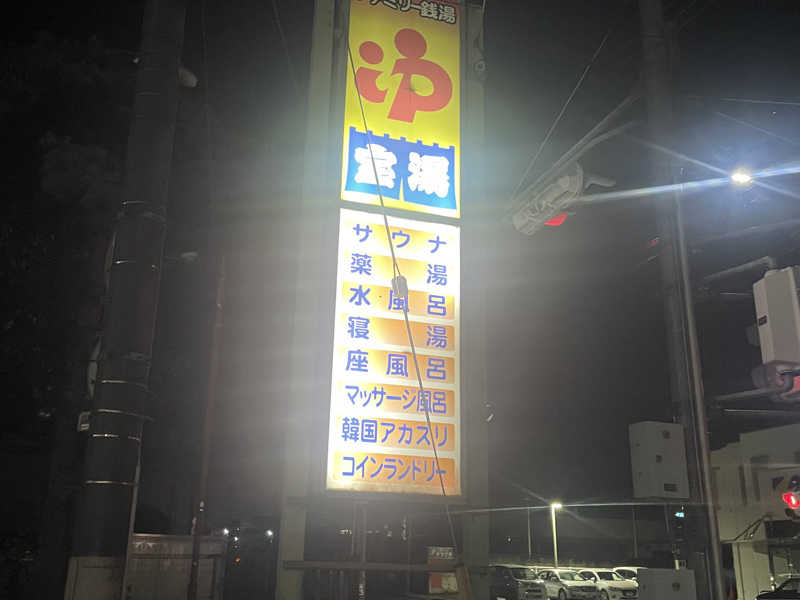 ファミリー銭湯
ゆ
宝湯
サウナ
薬湯
水風呂
寝湯
座風呂
マッサージ風呂
韓国アカスリ
コインランドリー